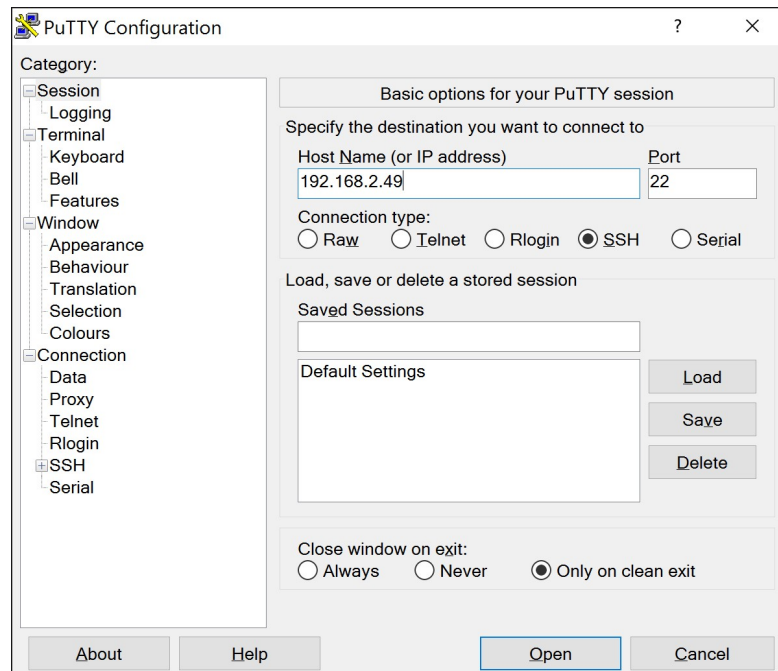 PuTTY Configuration
?
Category:
Session
Logging
Terminal
Keyboard
Bell
Features
Window
Appearance
Behaviour
Translation
Selection
Colours
Connection
Data
Proxy
Telnet
Rlogin
SSH
Serial
Basic options for your PuTTY session
Specify the destination you want to connect to
Host Name (or IP address) Port
192.168.2.49 22
Connection type:
Raw Telnet Rlogin SSH Serial
Load, save or delete a stored session
Saved Sessions
Default Settings
Load
Save
Delete
Close window on exit:
Always Never Only on clean exit
About Help Open Cancel